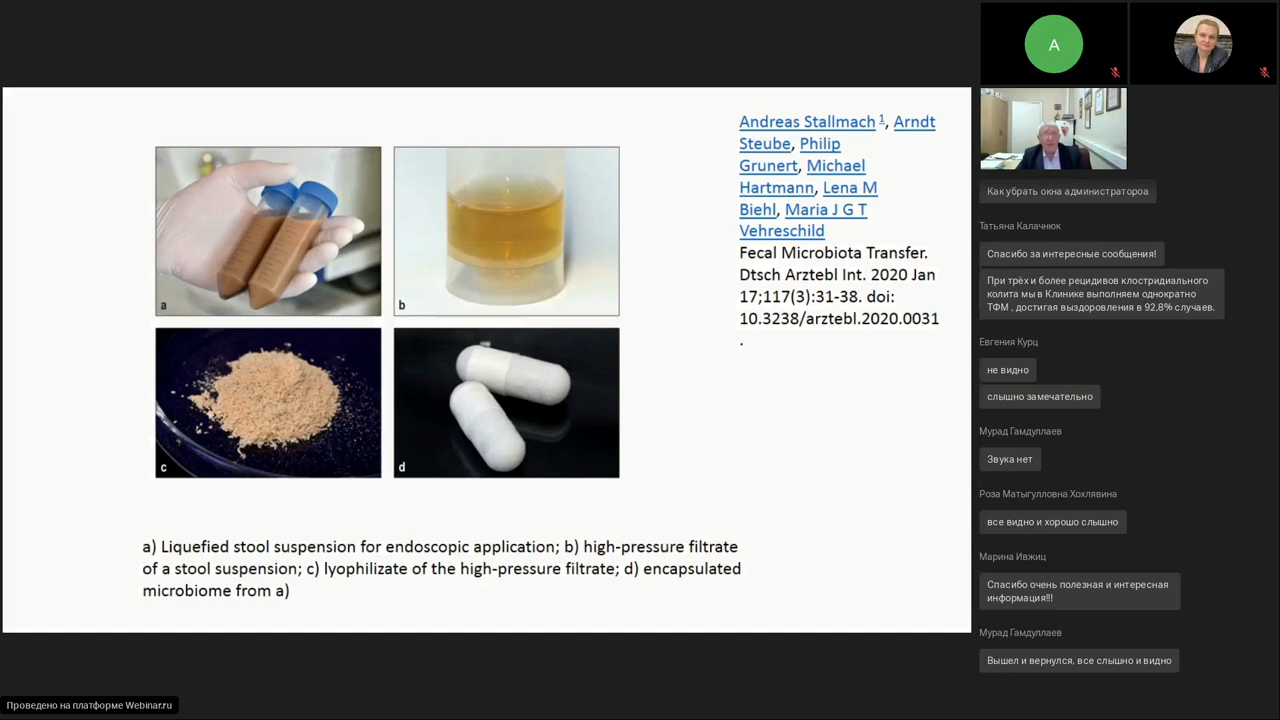 a
b
c
d
Andreas Stallmach 1, Arndt
Steube, Philip
Grunert, Michael
Hartmann, Lena M
Biehl, Maria J G T
Vehreschild
Fecal Microbiota Transfer.
Dtsch Arztebl Int. 2020 Jan
17;117(3):31-38. doi:
10.3238/arztebl.2020.0031
.
a) Liquefied stool suspension for endoscopic application; b) high-pressure filtrate
of a stool suspension; c) lyophilizate of the high-pressure filtrate; d) encapsulated
microbiome from a)
A
Как убрать окна администратороа
Татьяна Калачнюк
Спасибо за интересные сообщения!
При трёх и более рецидивов клостридиального
колита мы в Клинике выполняем однократно
ТФМ , достигая выздоровления в 92,8% случаев.
Евгения Курц
не видно
слышно замечательно
Мурад Гамдуллаев
Звука нет
Роза Матыгулловна Хохлявина
все видно и хорошо слышно
Марина Ивжиц
Спасибо очень полезная и интересная
информация!!!
Мурад Гамдуллаев
Вышел и вернулся, все слышно и видно
Проведено на платформе Webinar.ru